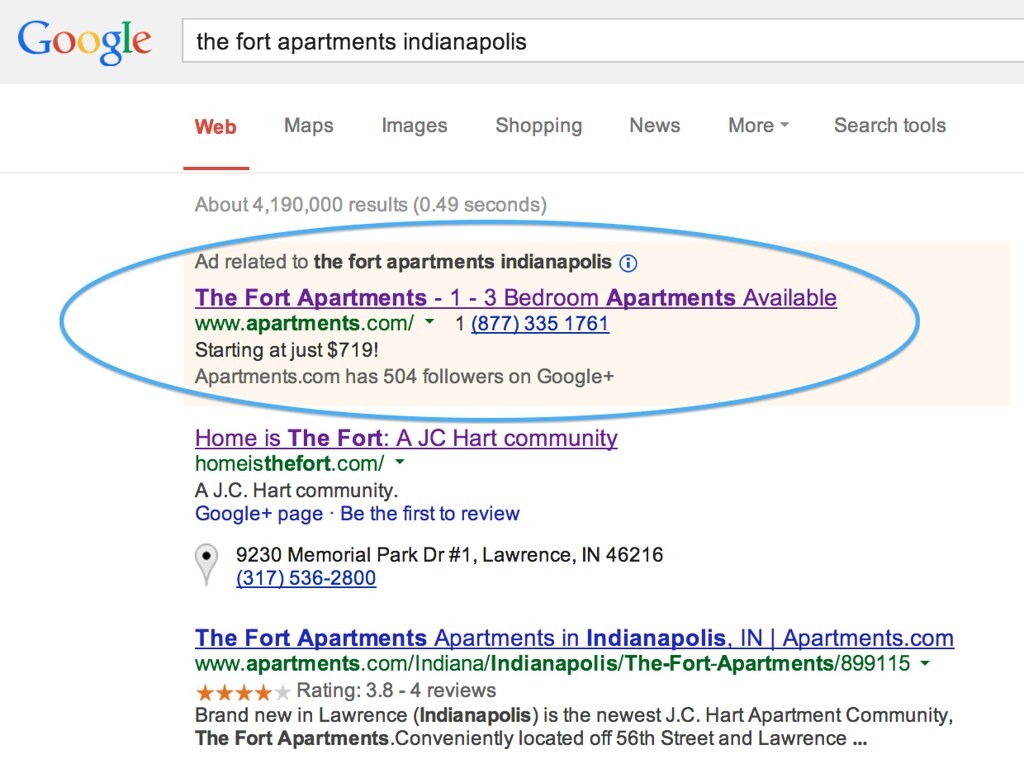 Google
the fort apartments indianapolis
Web Maps Images Shopping News More Search tools
About 4,190,000 results (0.49 seconds)
Ad related to the fort apartments indianapolis
The Fort Apartments - 1 - 3 Bedroom Apartments Available
www.apartments.com/ 1 (877) 335 1761
Starting at just $719!
Apartments.com has 504 followers on Google+
Home is The Fort: A JC Hart community
homeisthefort.com/
A J.C. Hart community.
Google+ page · Be the first to review
9230 Memorial Park Dr #1, Lawrence, IN 46216
(317) 536-2800
The Fort Apartments Apartments in Indianapolis, IN | Apartments.com
www.apartments.com/Indiana/Indianapolis/The-Fort-Apartments/899115
Rating: 3.8 - 4 reviews
Brand new in Lawrence (Indianapolis) is the newest J.C. Hart Apartment Community,
The Fort Apartments.Conveniently located off 56th Street and Lawrence ...